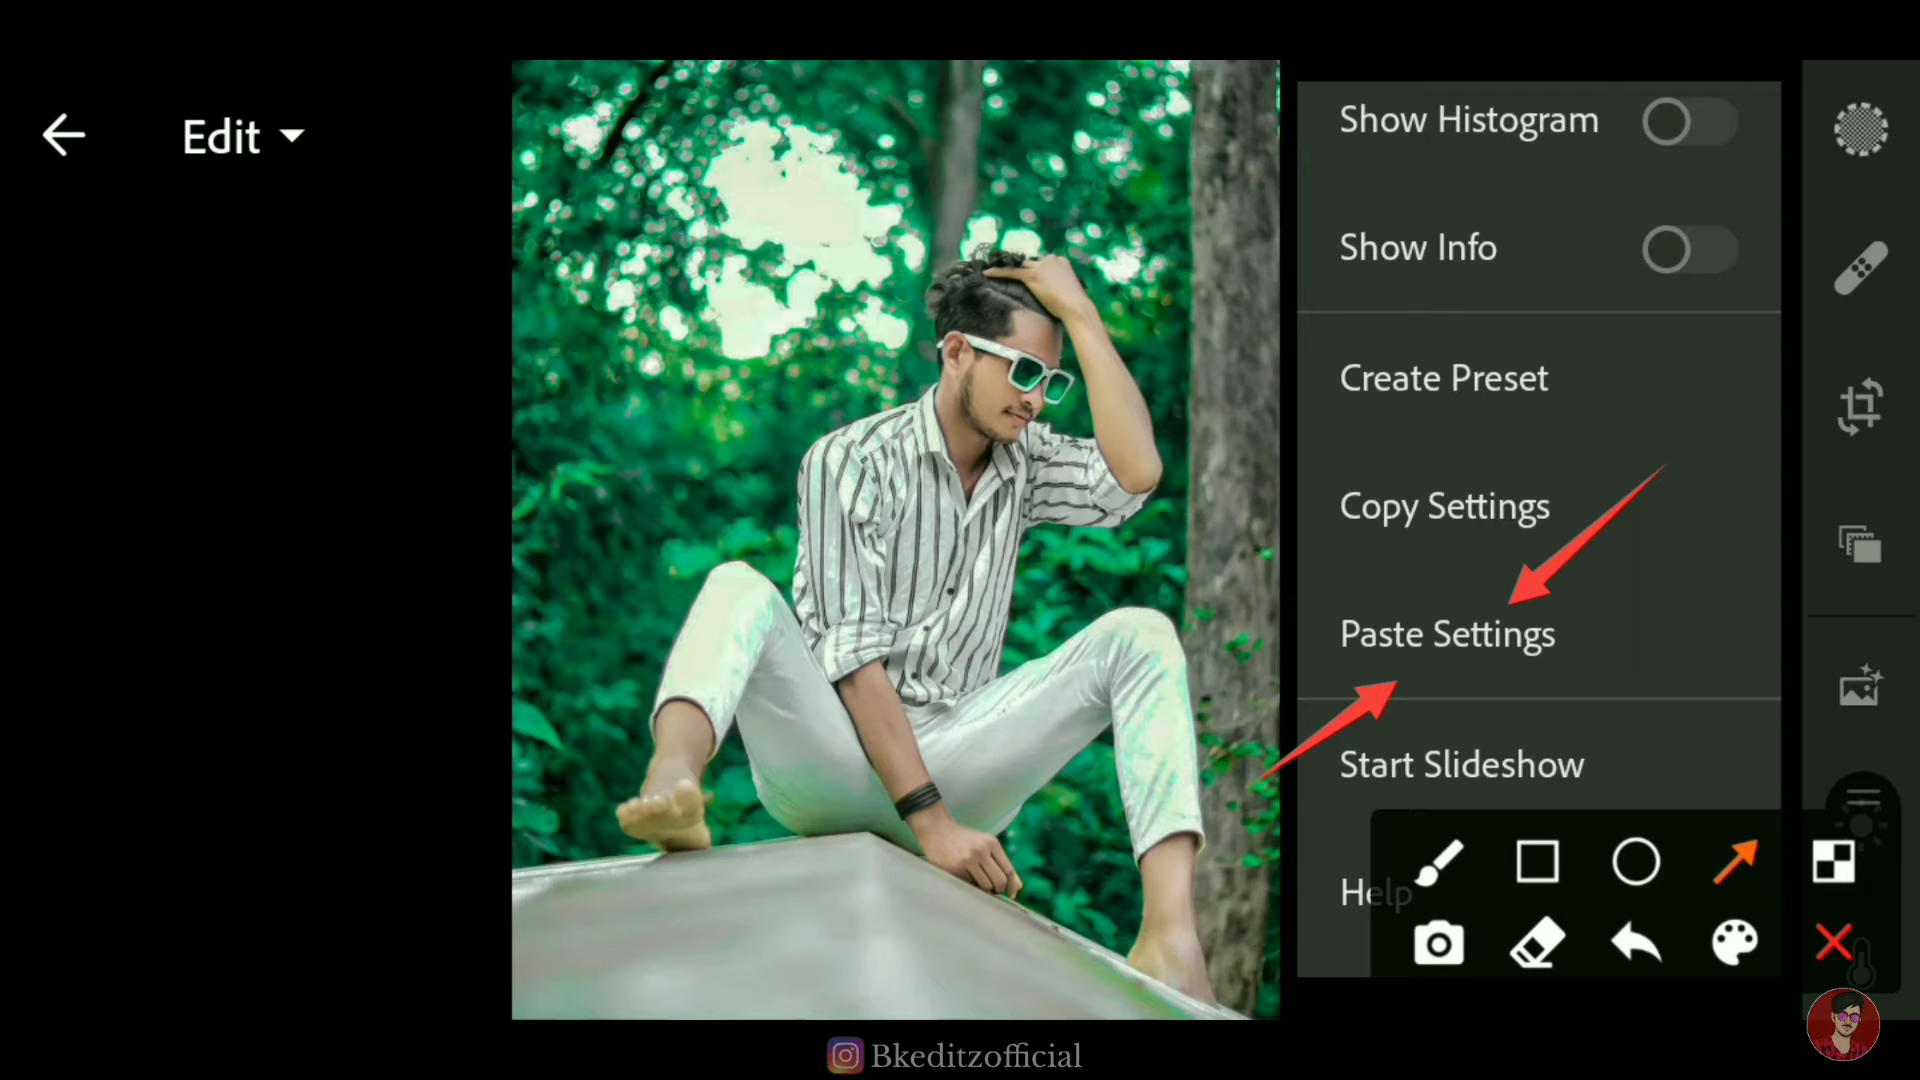 Edit
Show Histogram
Show Info
Create Preset
Copy Settings
Paste Settings
Start Slideshow
Help
Bkeditzofficial